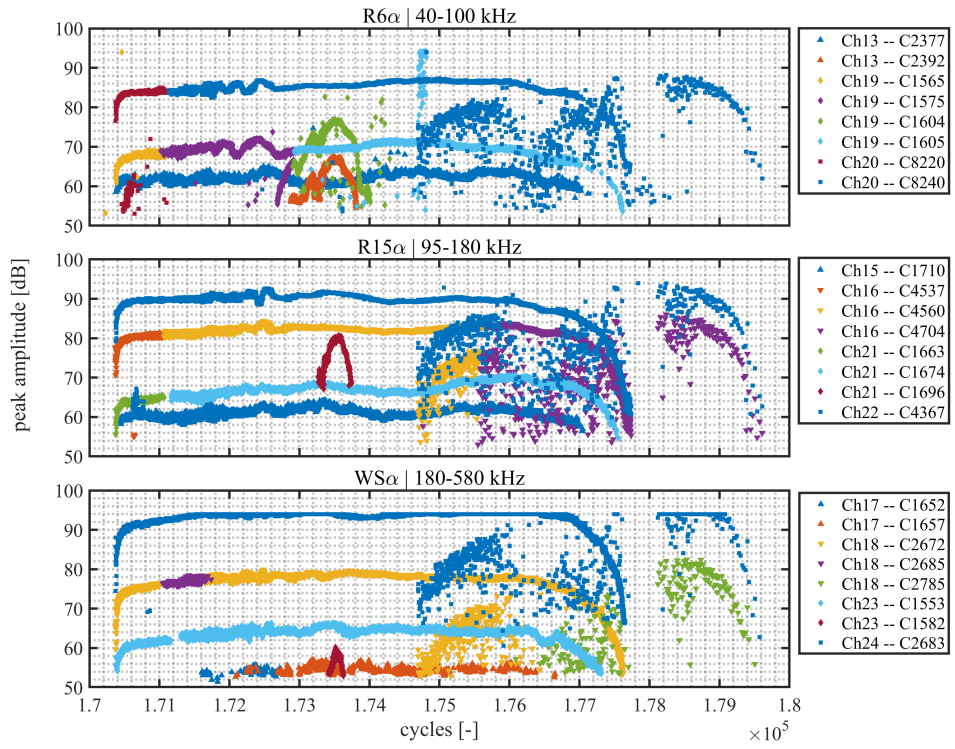 R6α | 40-100 kHz
100
90
80
70
60
50
Ch13 -- C2377
Ch13 -- C2392
Ch19 -- C1565
Ch19 -- C1575
Ch19 -- C1604
Ch19 -- C1605
Ch20 -- C8220
Ch20 -- C8240
R15α | 95-180 kHz
100
90
80
70
60
50
peak amplitude [dB]
Ch15 -- C1710
Ch16 -- C4537
Ch16 -- C4560
Ch16 -- C4704
Ch21 -- C1663
Ch21 -- C1674
Ch21 -- C1696
Ch22 -- C4367
WSα | 180-580 kHz
100
90
80
70
60
50
Ch17 -- C1652
Ch17 -- C1657
Ch18 -- C2672
Ch18 -- C2685
Ch18 -- C2785
Ch23 -- C1553
Ch23 -- C1582
Ch24 -- C2683
1.7 1.71 1.72 1.73 1.74 1.75 1.76 1.77 1.78 1.79 1.8
cycles [-]
×10⁵